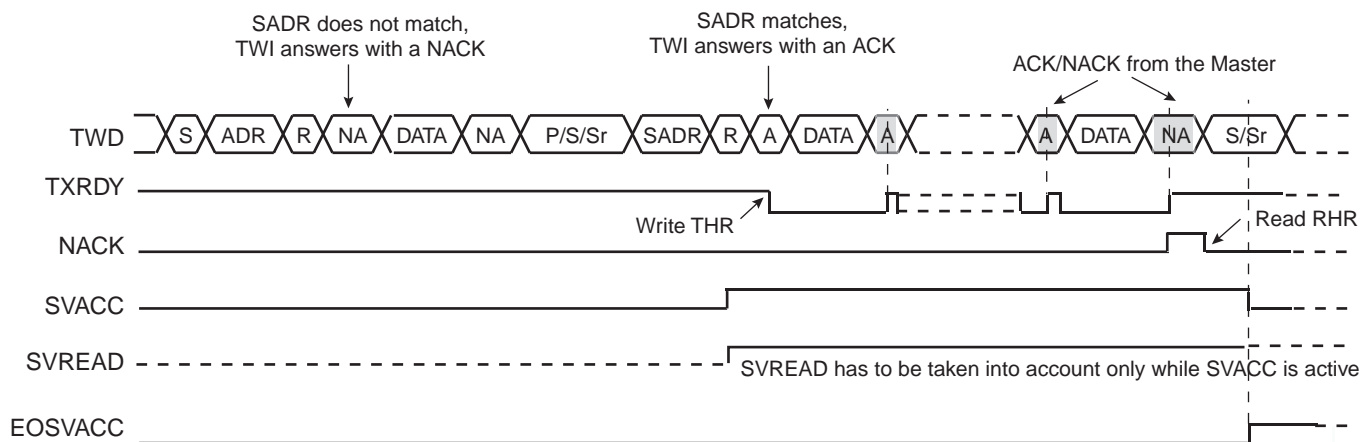 SADR does not match,
TWI answers with a NACK
SADR matches,
TWI answers with an ACK
ACK/NACK from the Master
TWD S ADR R NA DATA NA P/S/Sr SADR R A DATA A A DATA NA S/Sr
TXRDY
Write THR
Read RHR
NACK
SVACC
SVREAD
SVREAD has to be taken into account only while SVACC is active
EOSVACC